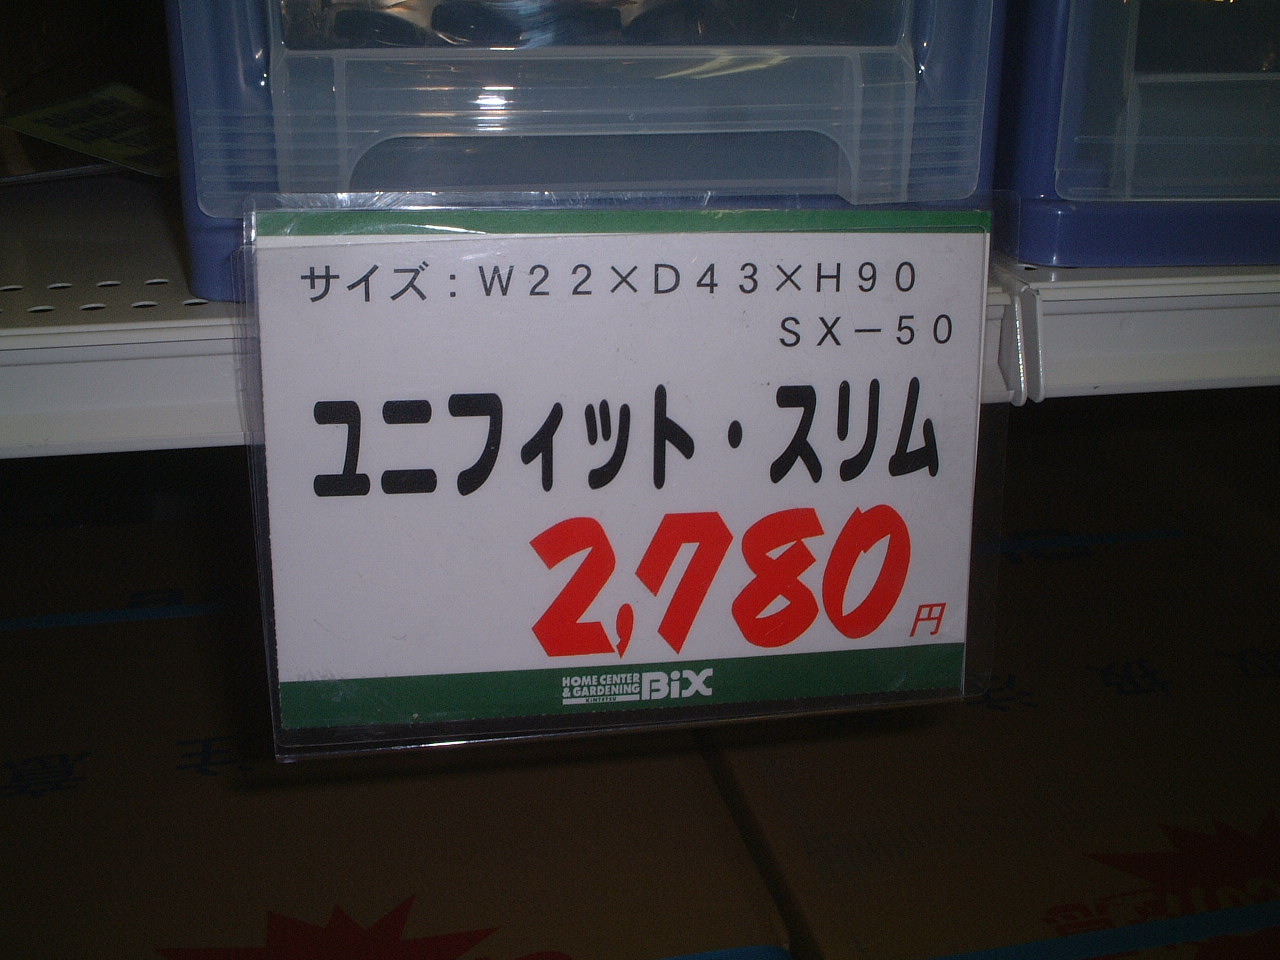 サイズ：W22×D43×H90
SX－50
ユニフィット・スリム
2,780円
HOME CENTER
& GARDENING
KINTETSU
BiX